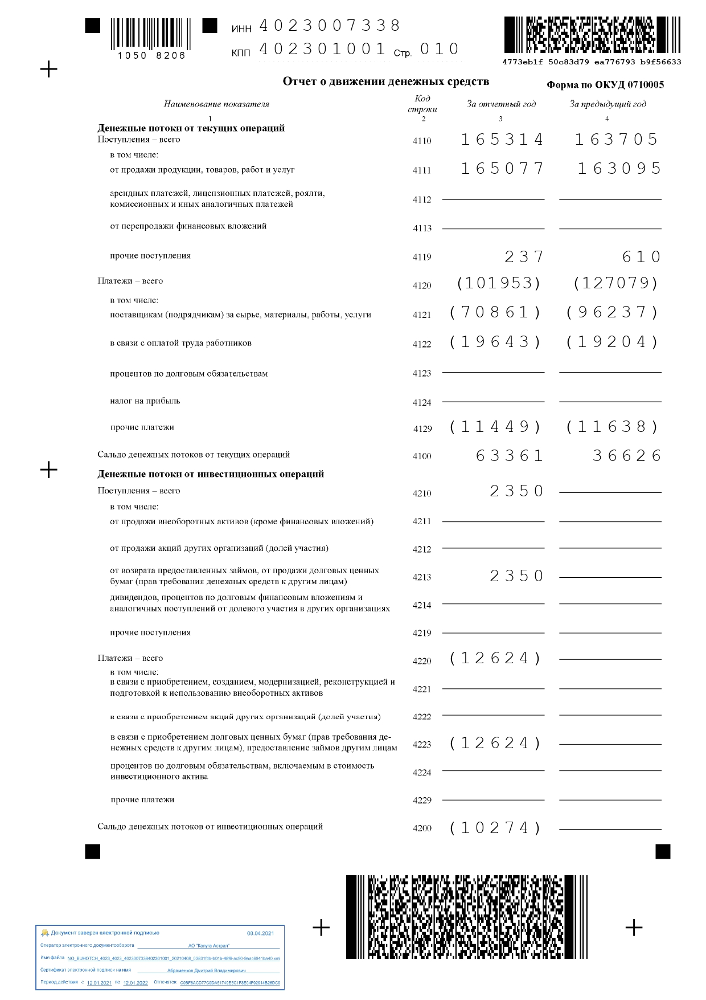 ИНН 4023007338
1050 8206
КПП 402301001 Стр. 010
4773eb1f 50c83d79 ea776793 b9f56633
Отчет о движении денежных средств
Форма по ОКУД 0710005
Наименование показателя Код строки За отчетный год За предыдущий год
1 2 3 4
Денежные потоки от текущих операций
Поступления – всего 4110 165314 163705
в том числе:
от продажи продукции, товаров, работ и услуг 4111 165077 163095
арендных платежей, лицензионных платежей, роялти,
комиссионных и иных аналогичных платежей 4112
от перепродажи финансовых вложений 4113
прочие поступления 4119 237 610
Платежи – всего 4120 (101953) (127079)
в том числе:
поставщикам (подрядчикам) за сырье, материалы, работы, услуги 4121 (70861) (96237)
в связи с оплатой труда работников 4122 (19643) (19204)
процентов по долговым обязательствам 4123
налог на прибыль 4124
прочие платежи 4129 (11449) (11638)
Сальдо денежных потоков от текущих операций 4100 63361 36626
Денежные потоки от инвестиционных операций
Поступления – всего 4210 2350
в том числе:
от продажи внеоборотных активов (кроме финансовых вложений) 4211
от продажи акций других организаций (долей участия) 4212
от возврата предоставленных займов, от продажи долговых ценных
бумаг (прав требования денежных средств к другим лицам) 4213 2350
дивидендов, процентов по долговым финансовым вложениям и
аналогичных поступлений от долевого участия в других организациях 4214
прочие поступления 4219
Платежи – всего 4220 (12624)
в том числе:
в связи с приобретением, созданием, модернизацией, реконструкцией и
подготовкой к использованию внеоборотных активов 4221
в связи с приобретением акций других организаций (долей участия) 4222
в связи с приобретением долговых ценных бумаг (прав требования де-
нежных средств к другим лицам), предоставление займов другим лицам 4223 (12624)
процентов по долговым обязательствам, включаемым в стоимость
инвестиционного актива 4224
прочие платежи 4229
Сальдо денежных потоков от инвестиционных операций 4200 (10274)
Документ заверен электронной подписью 08.04.2021
Оператор электронного документооборота АО "Калуга Астрал"
Имя файла NO_BUHOTCH_4023_4023_4023007338402301001_20210408_03831fdb-b01b-48f6-ac90-9aac6941ba40.xml
Сертификат электронной подписи на имя Абраменков Дмитрий Владимирович
Период действия с 12.01.2021 по 12.01.2022 Отпечаток C0BF8ACD77C0DA51749E5C1F3E04F92914B26DC9